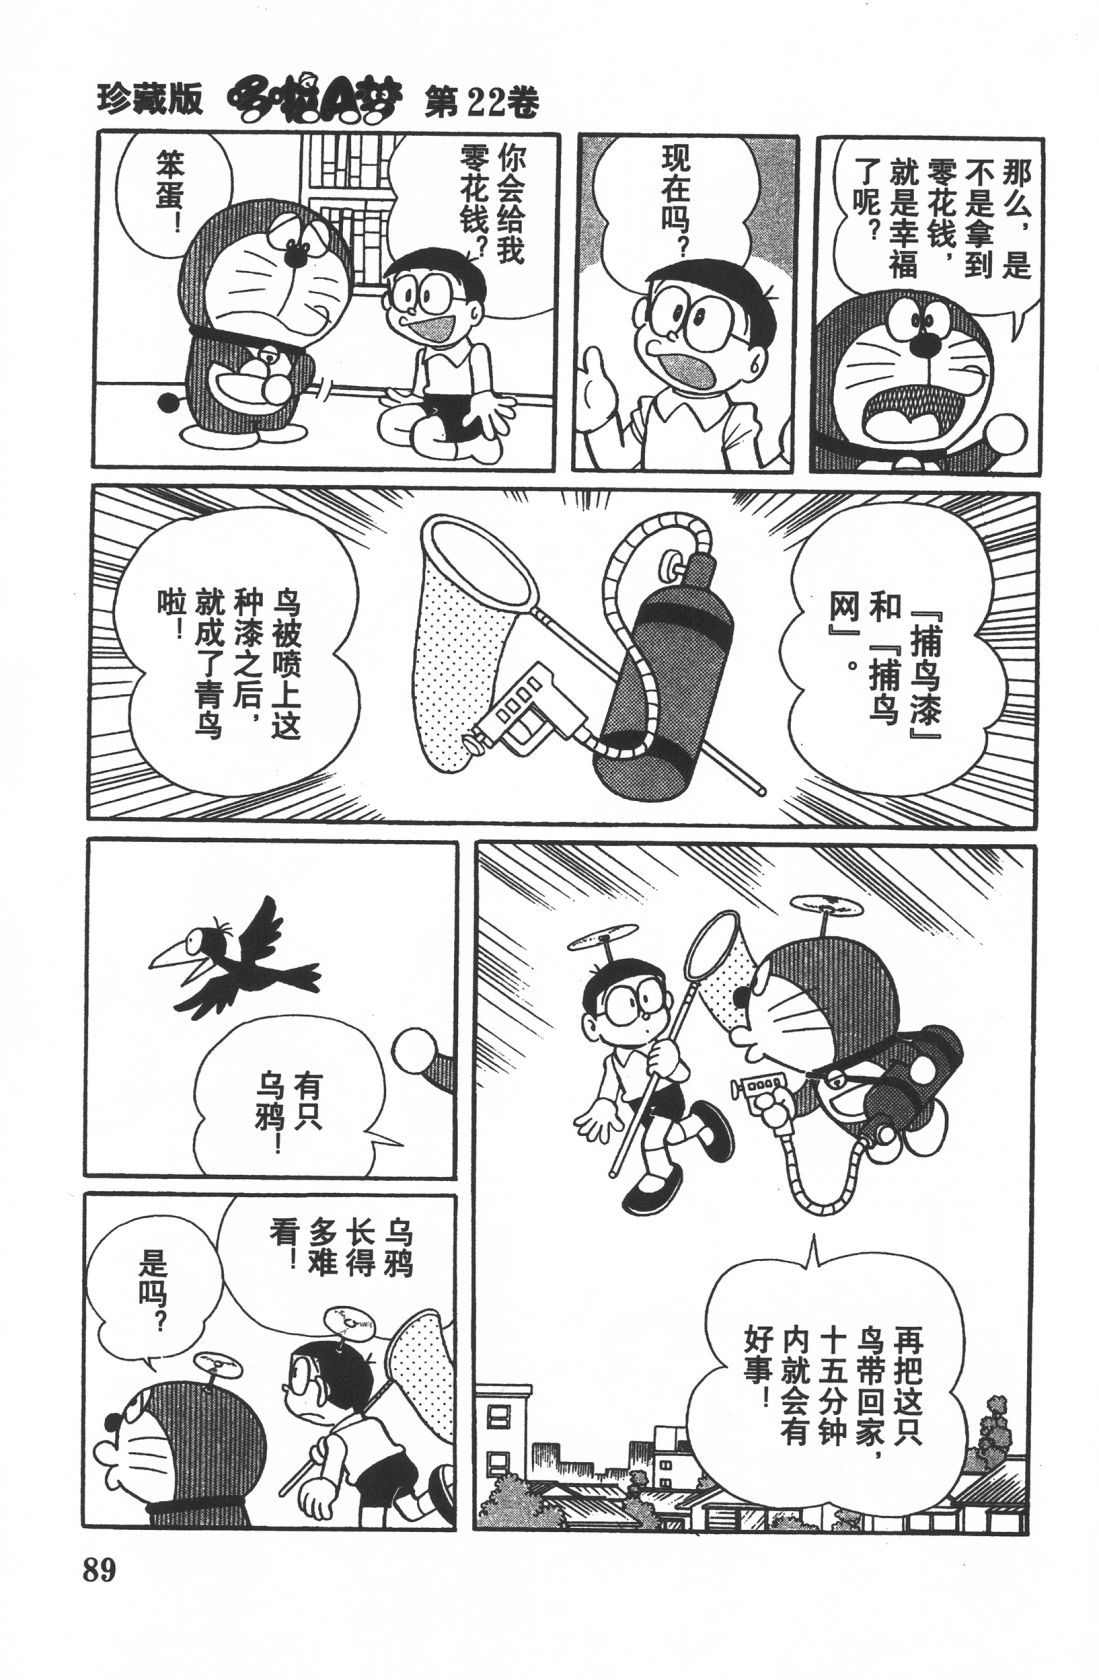 珍藏版 哆啦A梦 第22卷
那么，是
不是拿到
零花钱，
就是幸福
了呢？
现在吗？
你会给我
零花钱？
笨蛋！
『捕鸟漆』
和『捕鸟
网』。
鸟被喷上这
种漆之后，
就成了青鸟
啦！
再把这只
鸟带回家，
十五分钟
内就会有
好事！
有只
乌鸦！
乌鸦
长得
多难
看！
是吗？
89